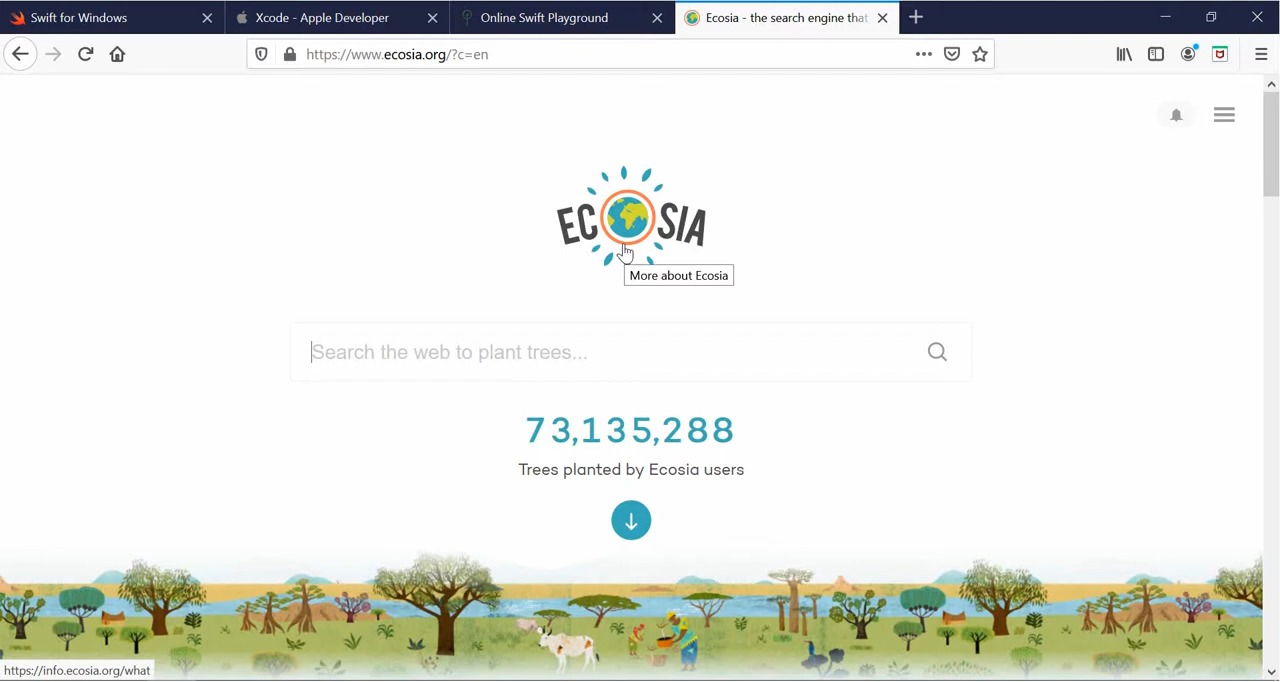 Swift for Windows
Xcode - Apple Developer
Online Swift Playground
Ecosia - the search engine that
https://www.ecosia.org/?c=en
ECOSIA
More about Ecosia
Search the web to plant trees...
73,135,288
Trees planted by Ecosia users
https://info.ecosia.org/what